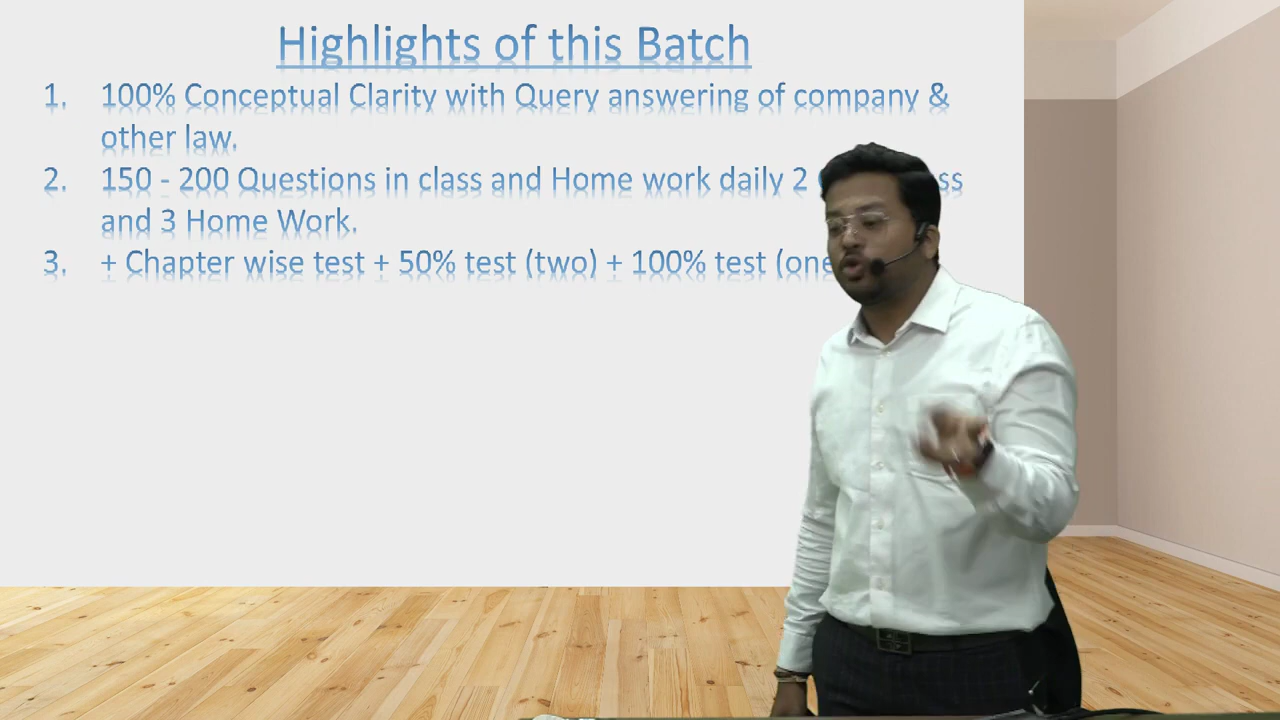 Highlights of this Batch
1. 100% Conceptual Clarity with Query answering of company &
other law.
2. 150 - 200 Questions in class and Home work daily 2
and 3 Home Work.
3. + Chapter wise test + 50% test (two) + 100% test (one